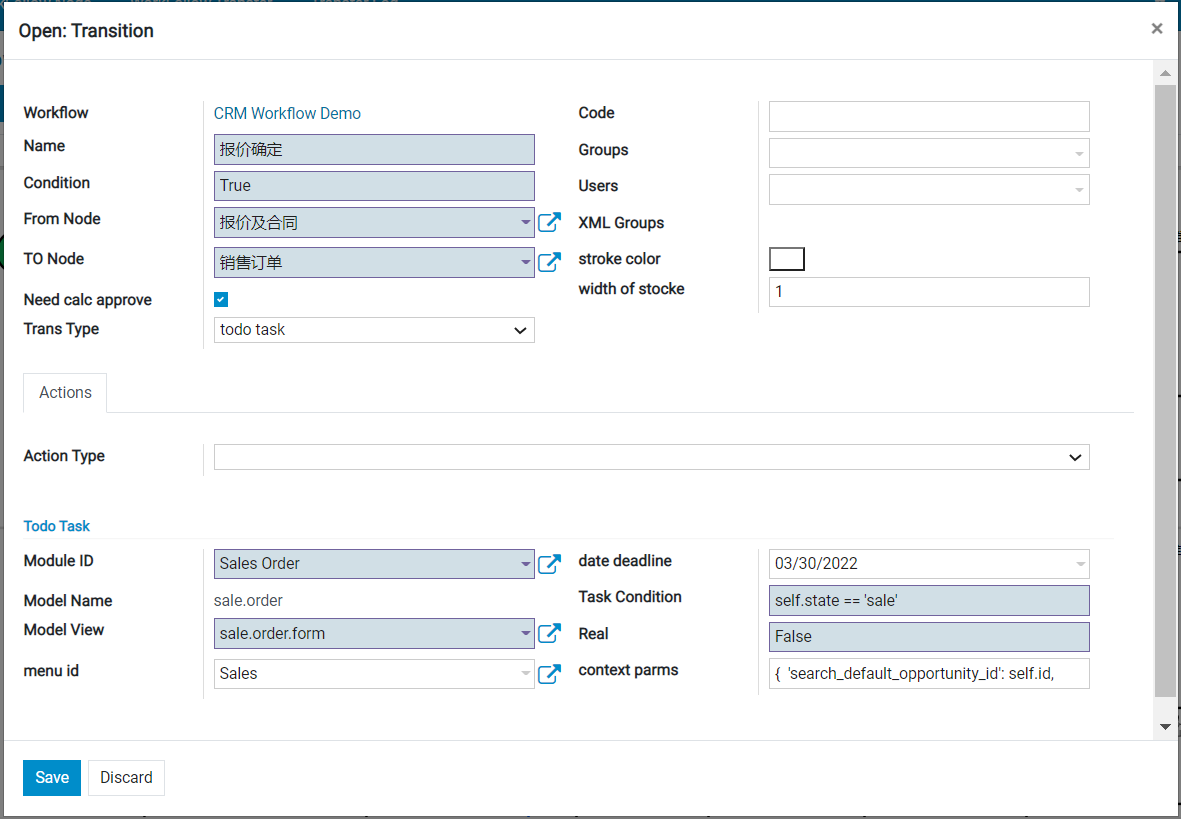 Open: Transition
×
Workflow
CRM Workflow Demo
Name
报价确定
Condition
True
From Node
报价及合同
TO Node
销售订单
Need calc approve
Trans Type
todo task
Code
Groups
Users
XML Groups
stroke color
width of stocke
1
Actions
Action Type
Todo Task
Module ID
Sales Order
Model Name
sale.order
Model View
sale.order.form
menu id
Sales
date deadline
03/30/2022
Task Condition
self.state == 'sale'
Real
False
context parms
{ 'search_default_opportunity_id': self.id,
Save
Discard